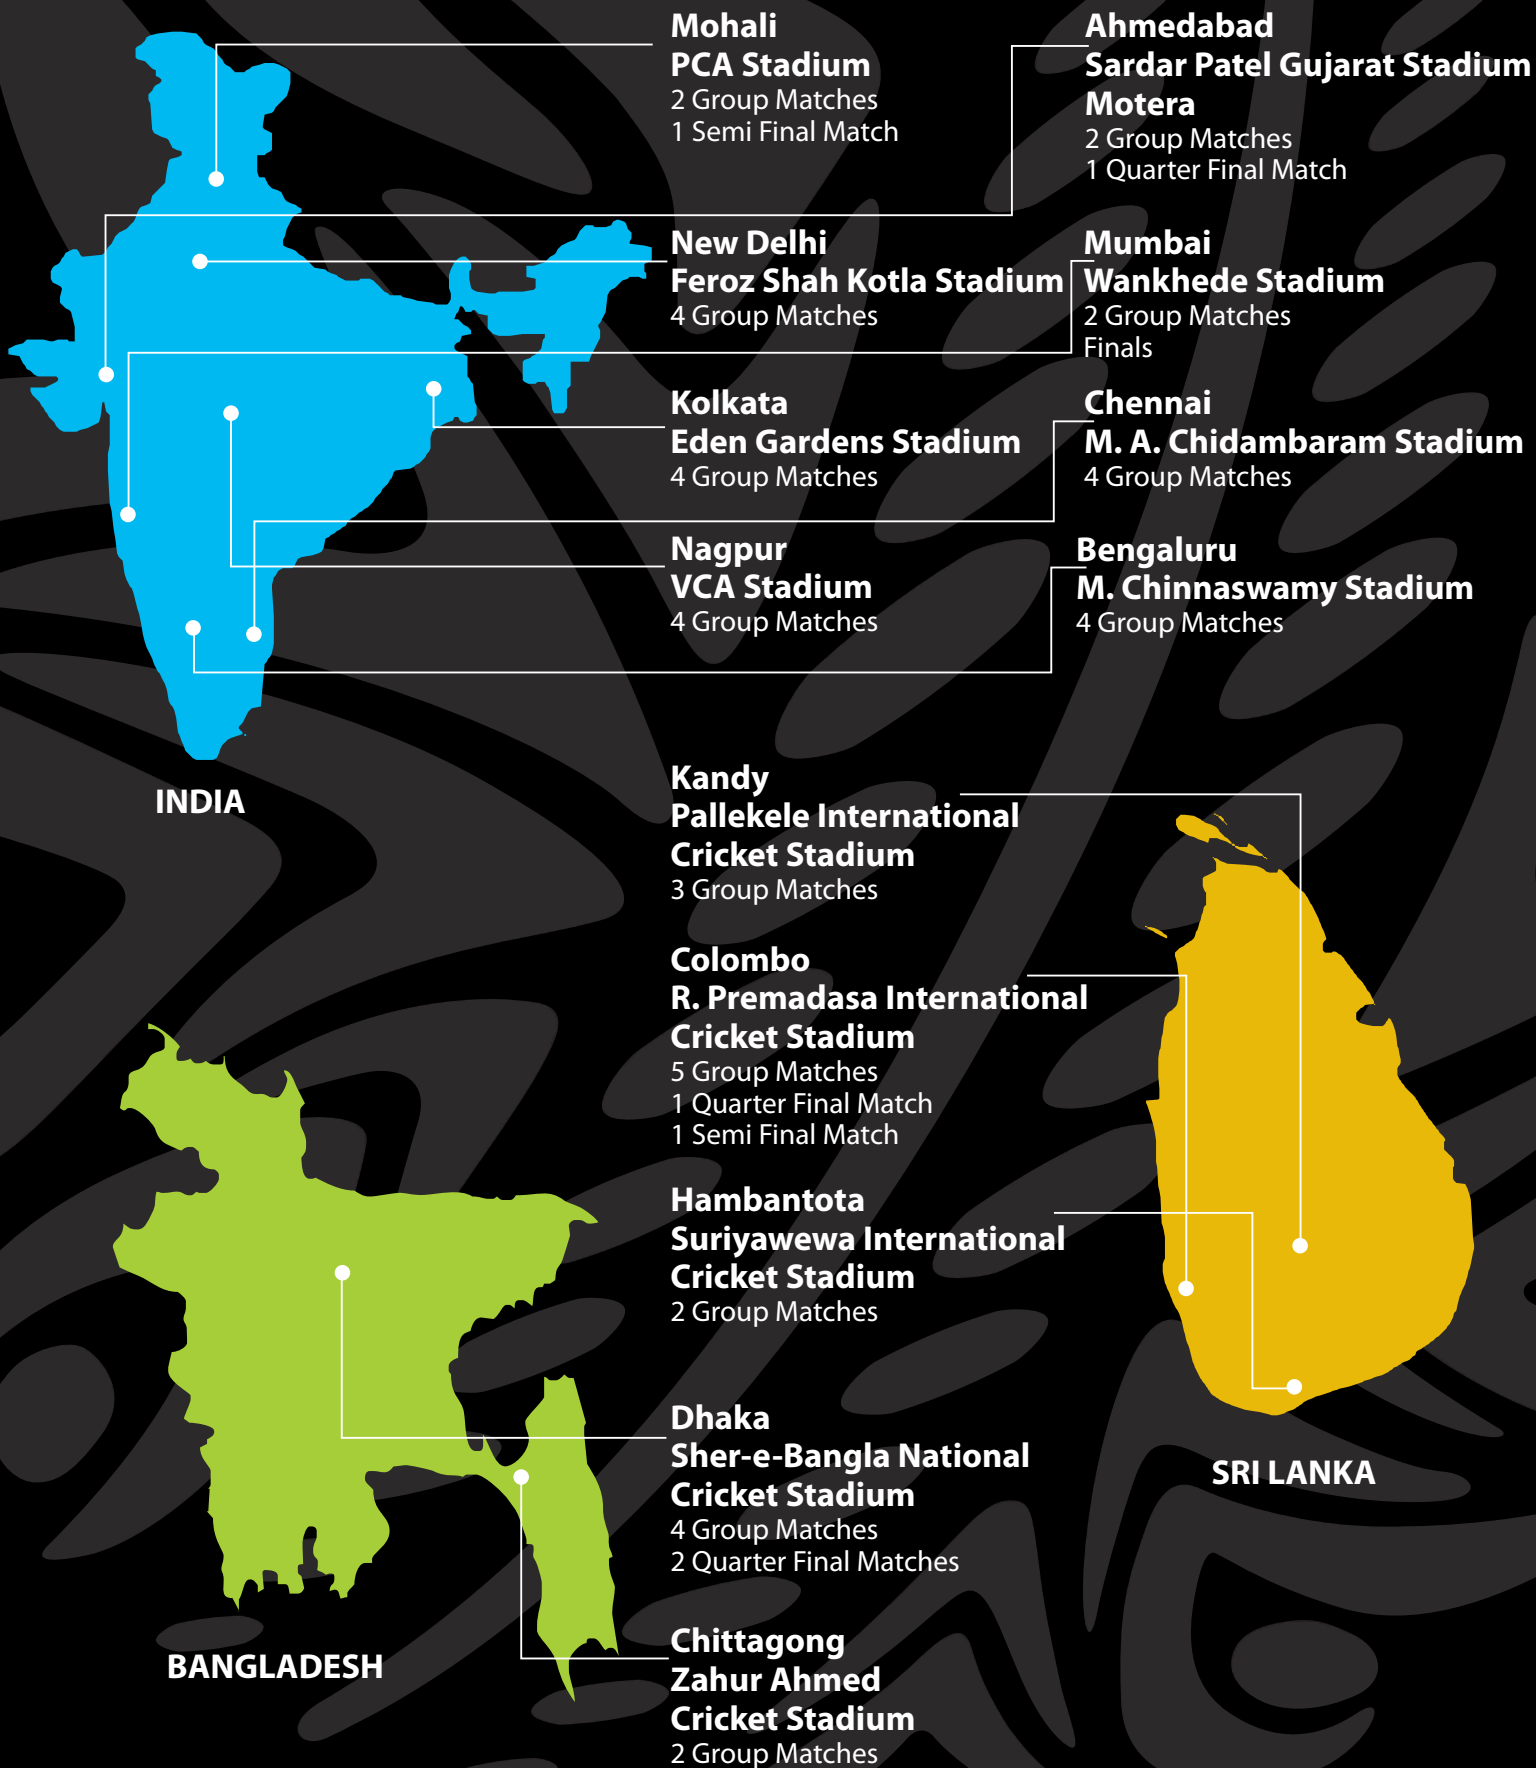 Mohali
PCA Stadium
2 Group Matches
1 Semi Final Match
Ahmedabad
Sardar Patel Gujarat Stadium
Motera
2 Group Matches
1 Quarter Final Match
New Delhi
Feroz Shah Kotla Stadium
4 Group Matches
Mumbai
Wankhede Stadium
2 Group Matches
Finals
Kolkata
Eden Gardens Stadium
4 Group Matches
Chennai
M. A. Chidambaram Stadium
4 Group Matches
Nagpur
VCA Stadium
4 Group Matches
Bengaluru
M. Chinnaswamy Stadium
4 Group Matches
INDIA
Kandy
Pallekele International
Cricket Stadium
3 Group Matches
Colombo
R. Premadasa International
Cricket Stadium
5 Group Matches
1 Quarter Final Match
1 Semi Final Match
Hambantota
Suriyawewa International
Cricket Stadium
2 Group Matches
SRI LANKA
Dhaka
Sher-e-Bangla National
Cricket Stadium
4 Group Matches
2 Quarter Final Matches
BANGLADESH
Chittagong
Zahur Ahmed
Cricket Stadium
2 Group Matches